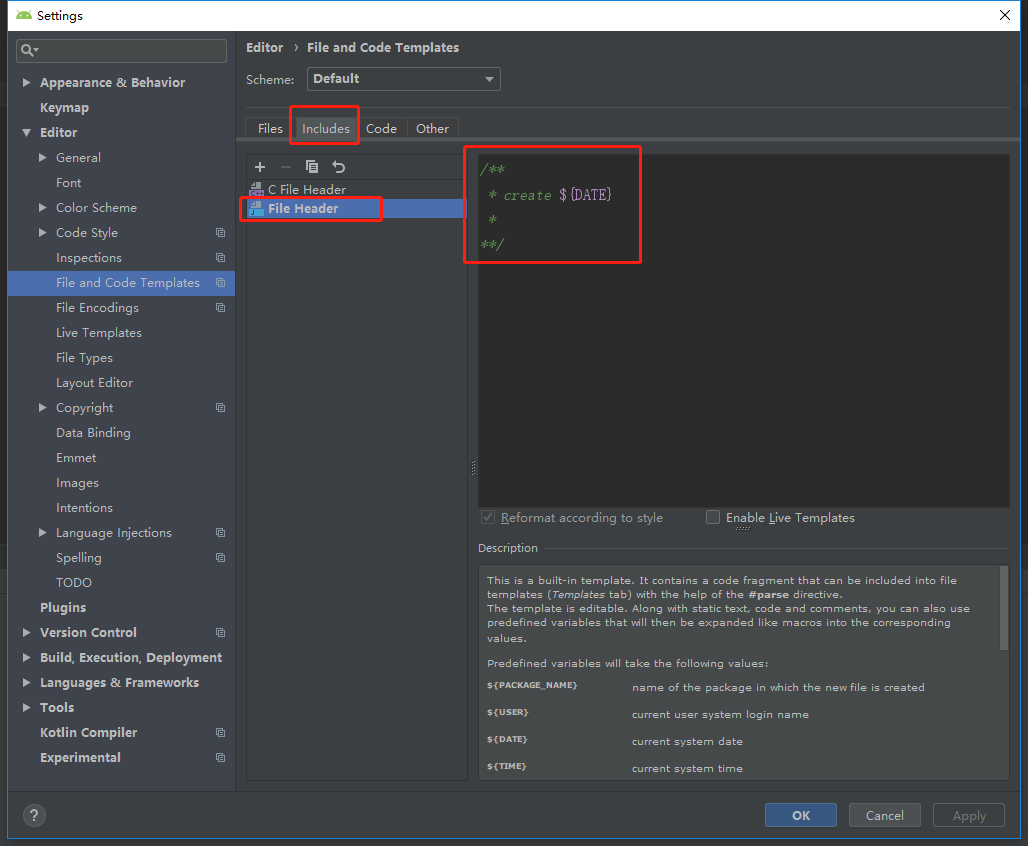 Settings
Editor › File and Code Templates
Scheme: Default
Files Includes Code Other
Appearance & Behavior
Keymap
Editor
General
Font
Color Scheme
Code Style
Inspections
File and Code Templates
File Encodings
Live Templates
File Types
Layout Editor
Copyright
Data Binding
Emmet
Images
Intentions
Language Injections
Spelling
TODO
Plugins
Version Control
Build, Execution, Deployment
Languages & Frameworks
Tools
Kotlin Compiler
Experimental
C File Header
File Header
/**
* create ${DATE}
*
**/
Reformat according to style Enable Live Templates
Description
This is a built-in template. It contains a code fragment that can be included into file
templates (Templates tab) with the help of the #parse directive.
The template is editable. Along with static text, code and comments, you can also use
predefined variables that will then be expanded like macros into the corresponding
values.
Predefined variables will take the following values:
${PACKAGE_NAME} name of the package in which the new file is created
${USER} current user system login name
${DATE} current system date
${TIME} current system time
? OK Cancel Apply